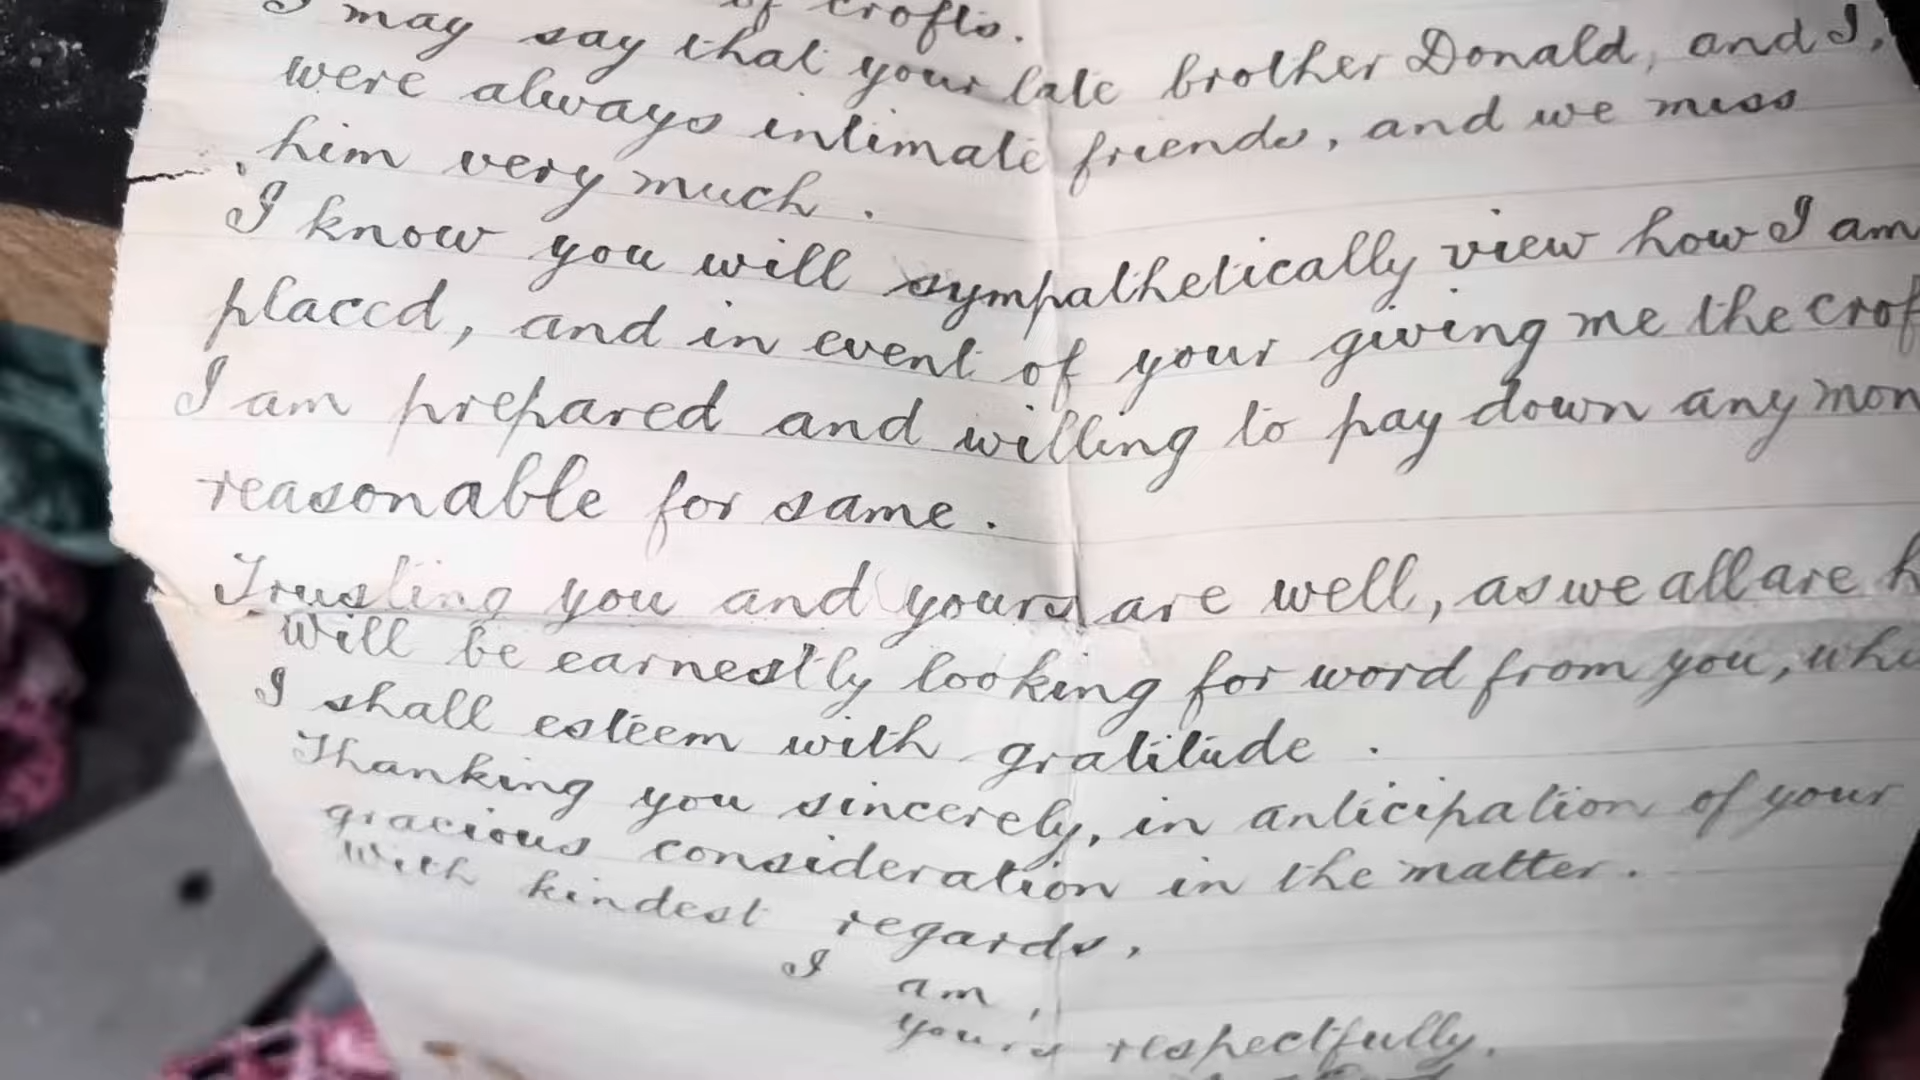 of crofts.
I may say that your late brother Donald, and I,
were always intimate friends, and we miss
him very much.
I know you will sympathetically view how I am
placed, and in event of your giving me the crof
I am prepared and willing to pay down any mon
reasonable for same.
Trusting you and yours are well, as we all are h
Will be earnestly looking for word from you, whi
I shall esteem with gratitude.
Thanking you sincerely, in anticipation of your
gracious consideration in the matter.
With kindest regards,
I am,
yours respectfully,